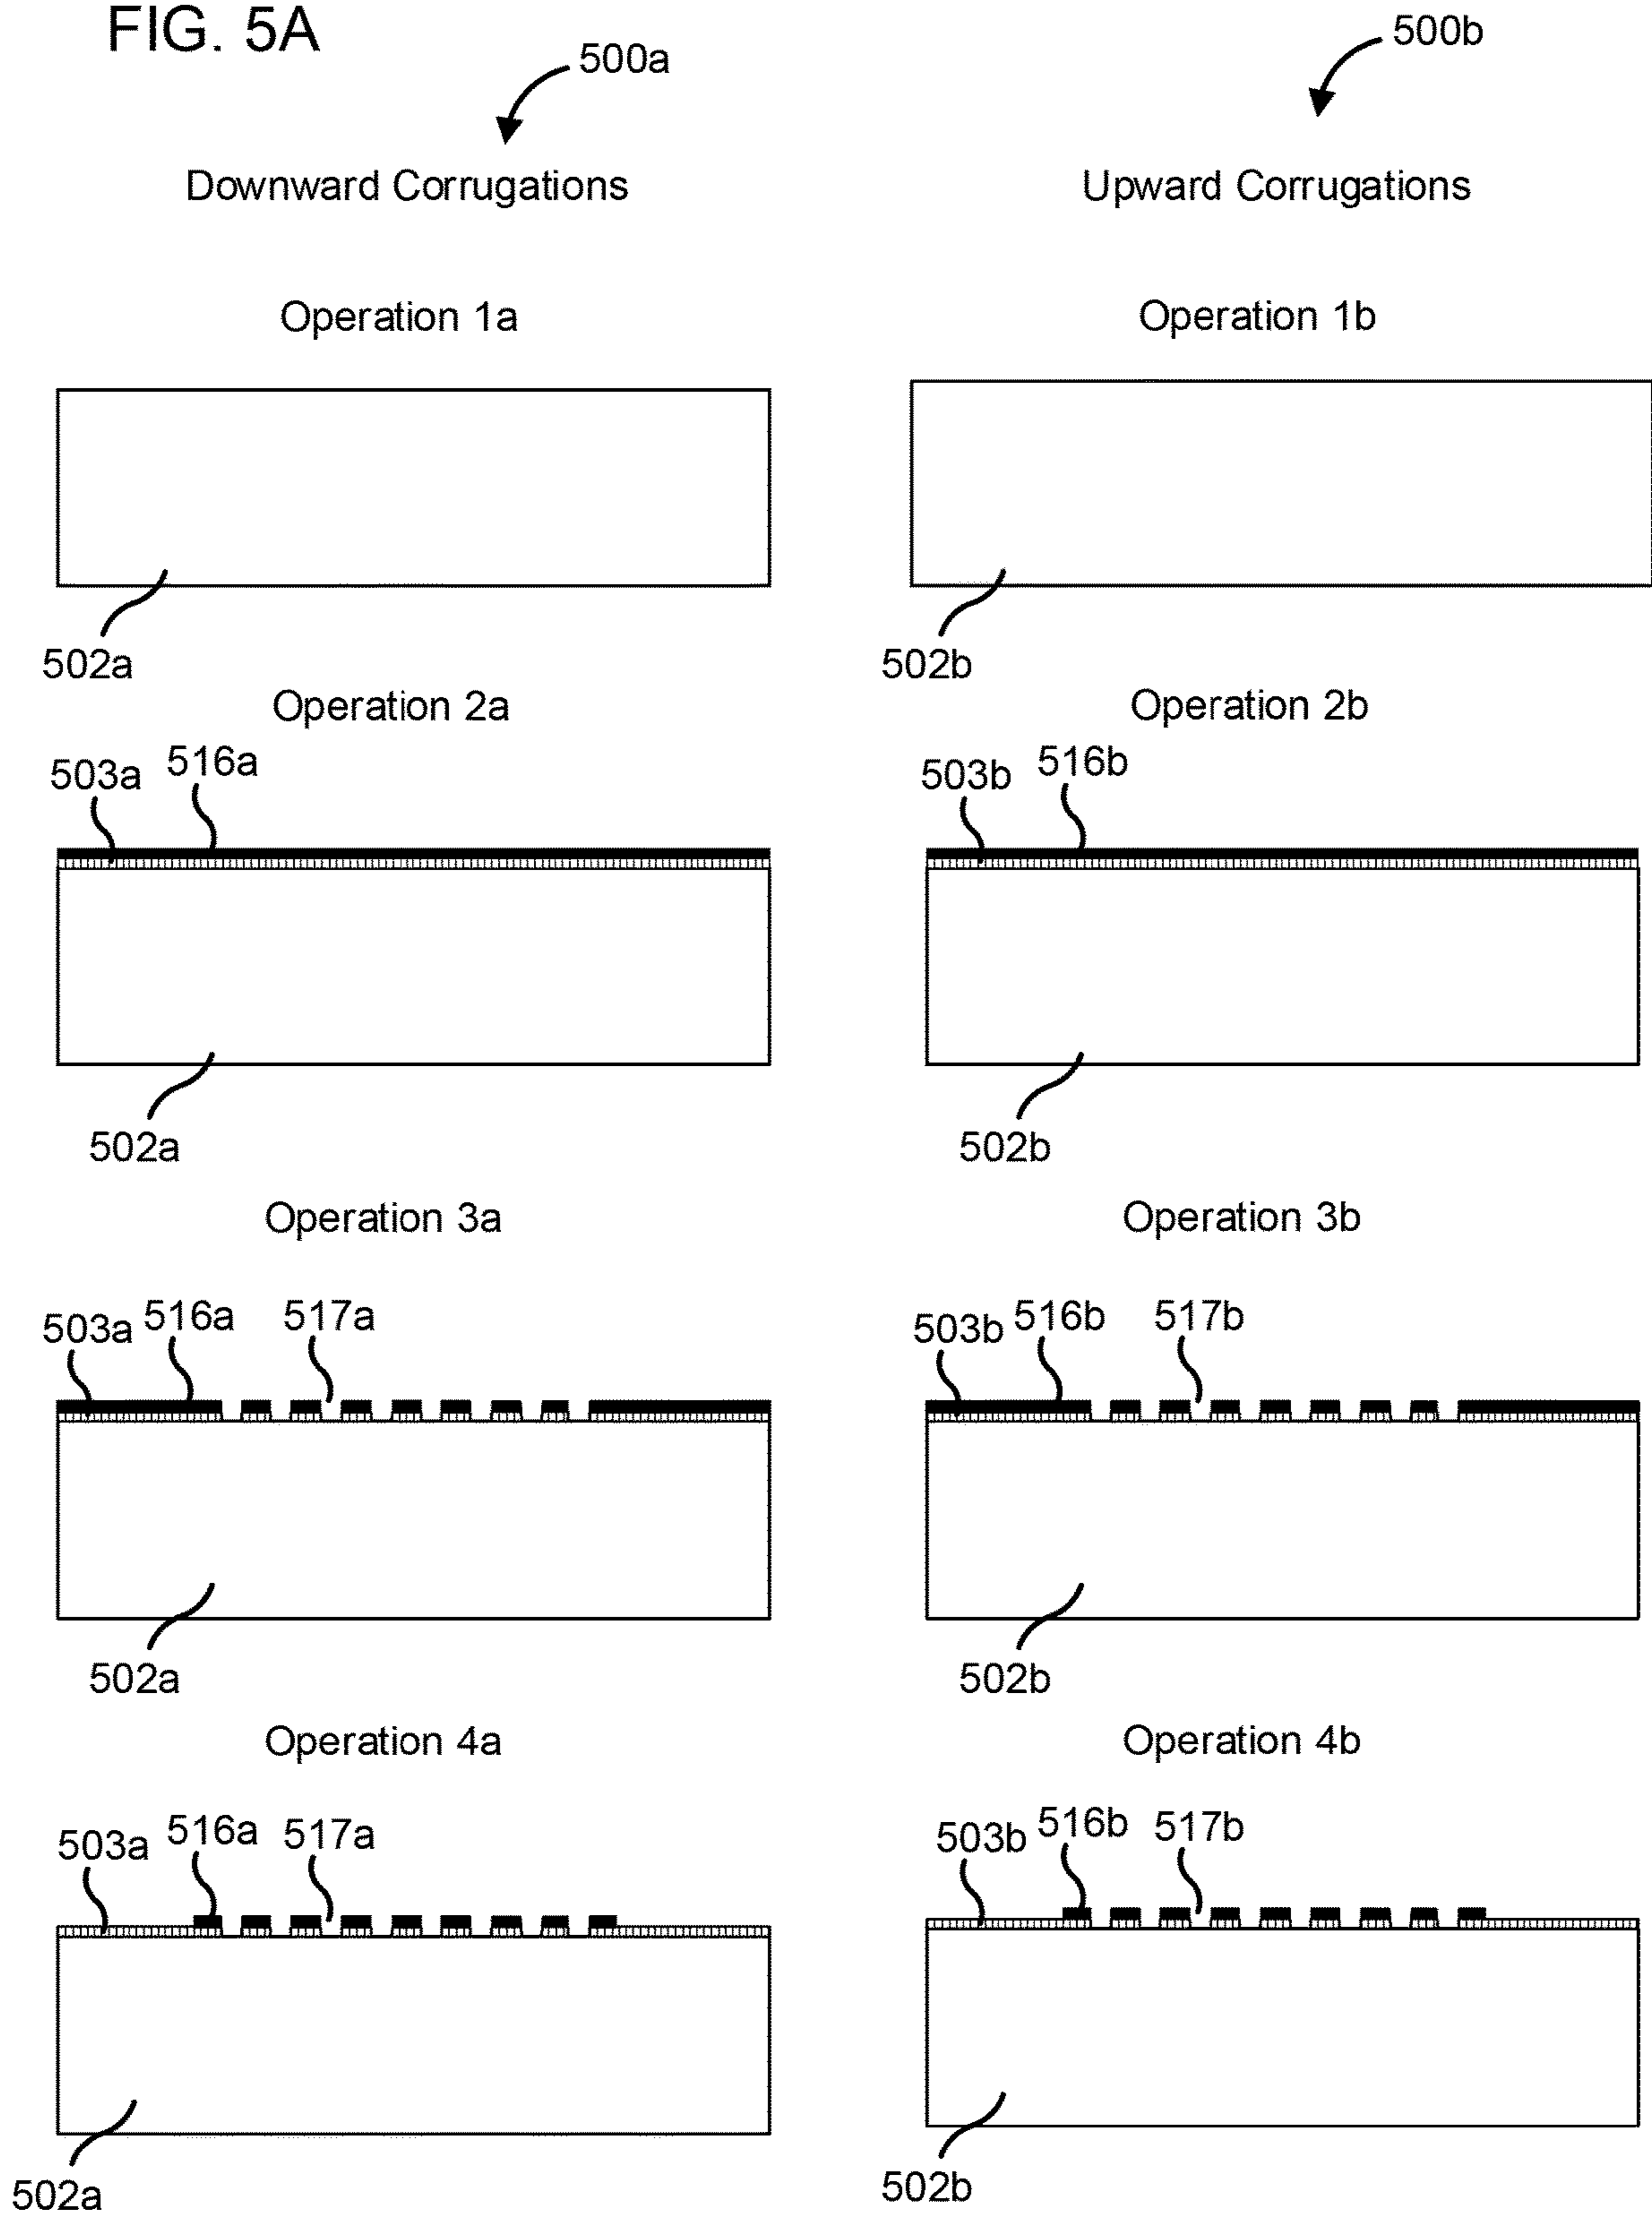 FIG. 5A
500a
500b
Downward Corrugations
Upward Corrugations
Operation 1a
Operation 1b
502a
502b
Operation 2a
Operation 2b
503a 516a
503b 516b
502a
502b
Operation 3a
Operation 3b
503a 516a 517a
503b 516b 517b
502a
502b
Operation 4a
Operation 4b
503a 516a 517a
503b 516b 517b
502a
502b